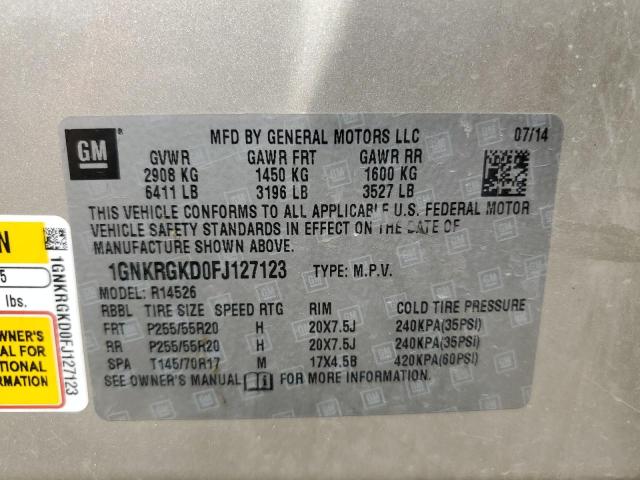 GM
MFD BY GENERAL MOTORS LLC 07/14
GVWR GAWR FRT GAWR RR
2908 KG 1450 KG 1600 KG
6411 LB 3196 LB 3527 LB
THIS VEHICLE CONFORMS TO ALL APPLICABLE U.S. FEDERAL MOTOR
VEHICLE SAFETY STANDARDS IN EFFECT ON THE DATE OF
MANUFACTURE SHOWN ABOVE.
1GNKRGKD0FJ127123 TYPE: M.P.V.
MODEL: R14526
RBBL TIRE SIZE SPEED RTG RIM COLD TIRE PRESSURE
FRT P255/55R20 H 20X7.5J 240KPA(35PSI)
RR P255/55R20 H 20X7.5J 240KPA(35PSI)
SPA T145/70R17 M 17X4.5B 420KPA(60PSI)
SEE OWNER'S MANUAL FOR MORE INFORMATION
N
5
lbs.
OWNER'S
AL FOR
TIONAL
RMATION
1GNKRGKD0FJ127123